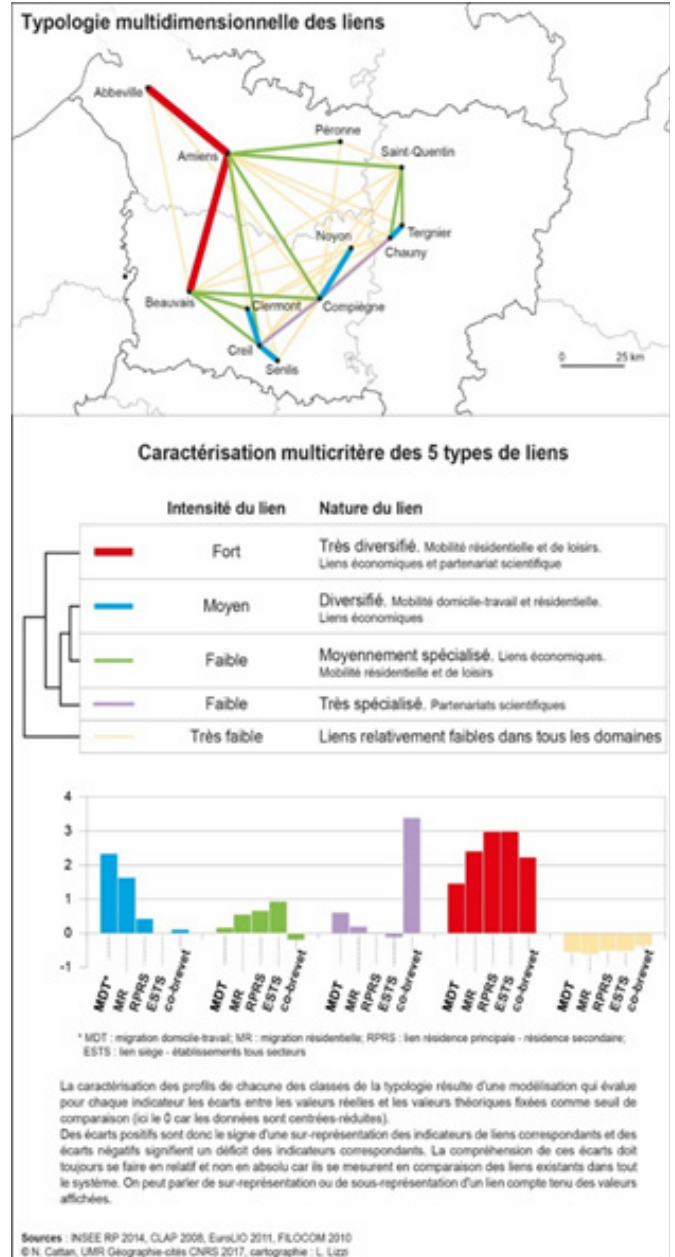 Typologie multidimensionnelle des liens
Abbeville
Péronne
Amiens
Saint-Quentin
Noyon
Tergnier
Chauny
Beauvais
Clermont
Compiègne
Creil
Senlis
0 25 km
Caractérisation multicritère des 5 types de liens
Intensité du lien Nature du lien
Fort Très diversifié. Mobilité résidentielle et de loisirs.
Liens économiques et partenariat scientifique
Moyen Diversifié. Mobilité domicile-travail et résidentielle.
Liens économiques
Faible Moyennement spécialisé. Liens économiques.
Mobilité résidentielle et de loisirs
Faible Très spécialisé. Partenariats scientifiques
Très faible Liens relativement faibles dans tous les domaines
4
3
2
1
0
-1
MDT* MR RPRS ESTS co-brevet MDT MR RPRS ESTS co-brevet MDT MR RPRS ESTS co-brevet MDT MR RPRS ESTS co-brevet MDT MR RPRS ESTS co-brevet
* MDT : migration domicile-travail; MR : migration résidentielle; RPRS : lien résidence principale - résidence secondaire;
ESTS : lien siège - établissements tous secteurs
La caractérisation des profils de chacune des classes de la typologie résulte d'une modélisation qui évalue
pour chaque indicateur les écarts entre les valeurs réelles et les valeurs théoriques fixées comme seuil de
comparaison (ici le 0 car les données sont centrées-réduites).
Des écarts positifs sont donc le signe d'une sur-représentation des indicateurs de liens correspondants et des
écarts négatifs signifient un déficit des indicateurs correspondants. La compréhension de ces écarts doit
toujours se faire en relatif et non en absolu car ils se mesurent en comparaison des liens existants dans tout
le système. On peut parler de sur-représentation ou de sous-représentation d'un lien compte tenu des valeurs
affichées.
Sources : INSEE RP 2014, CLAP 2008, EuroLIO 2011, FILOCOM 2010
© N. Cattan, UMR Géographie-cités CNRS 2017, cartographie : L. Lizzi